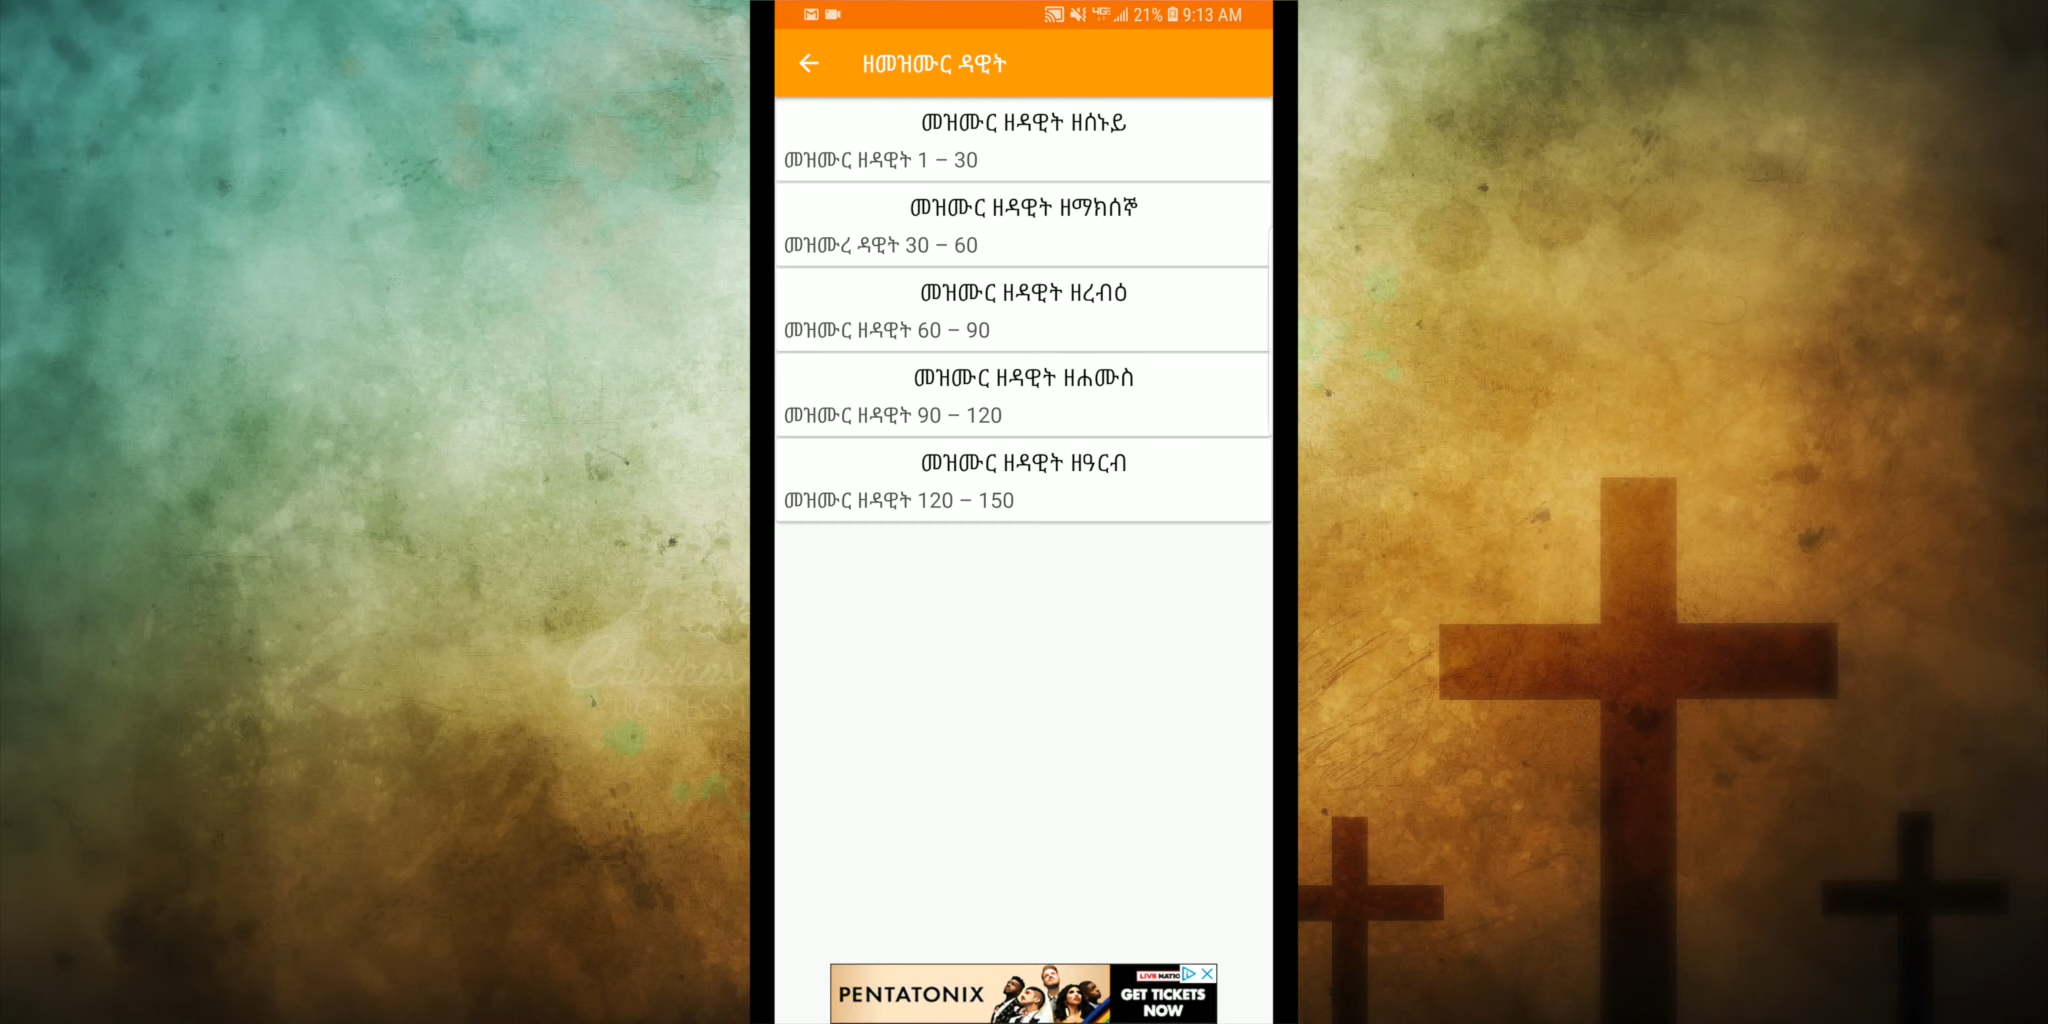 21% 9:13 AM
ዘመዝሙር ዳዊት
መዝሙር ዘዳዊት ዘሰኑይ
መዝሙር ዘዳዊት 1 – 30
መዝሙር ዘዳዊት ዘማክሰኞ
መዝሙረ ዳዊት 30 – 60
መዝሙር ዘዳዊት ዘረብዕ
መዝሙር ዘዳዊት 60 – 90
መዝሙር ዘዳዊት ዘሐሙስ
መዝሙር ዘዳዊት 90 – 120
መዝሙር ዘዳዊት ዘዓርብ
መዝሙር ዘዳዊት 120 – 150
PENTATONIX
LIVE NATIO
GET TICKETS
NOW